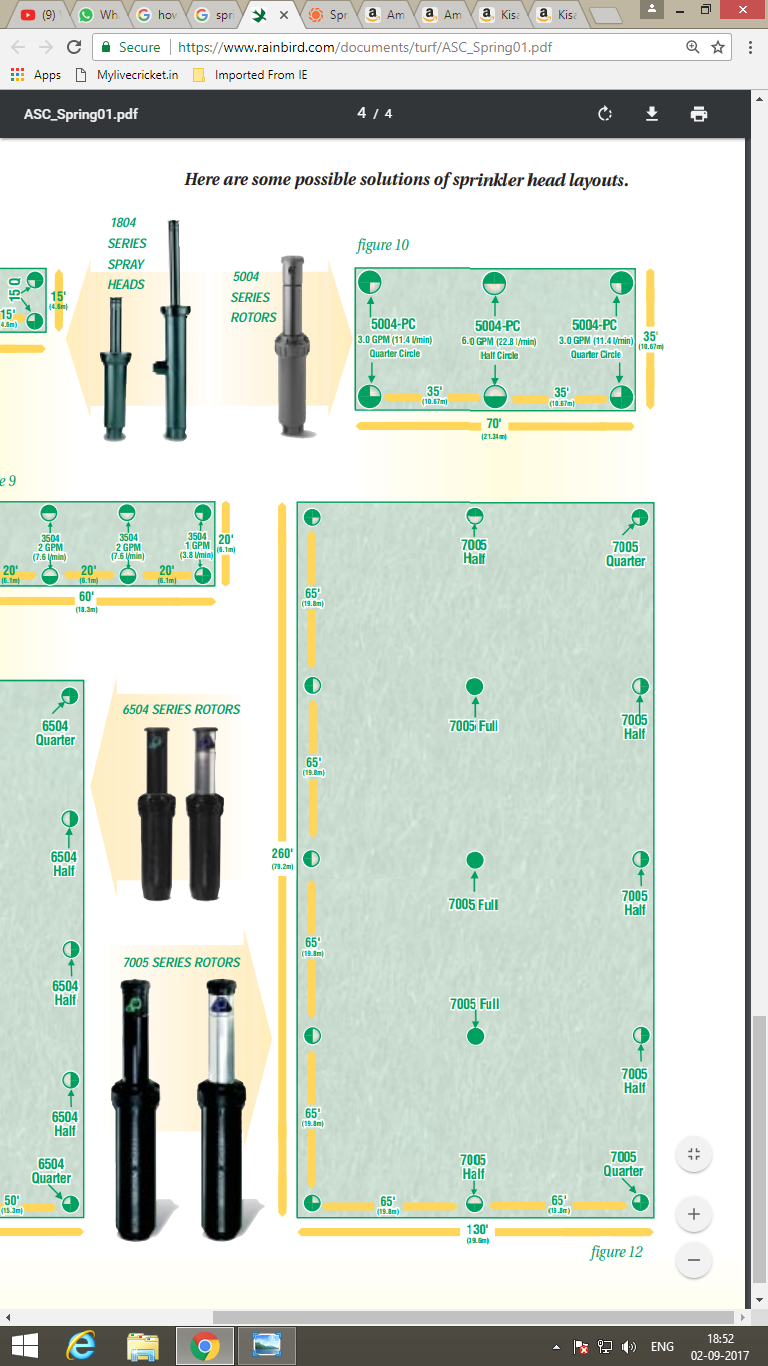 (9)
Wh
hov
spri
Spr
Am
Am
Kisa
Kisa
Secure
https://www.rainbird.com/documents/turf/ASC_Spring01.pdf
Apps
Mylivecricket.in
Imported From IE
ASC_Spring01.pdf
4 / 4
Here are some possible solutions of sprinkler head layouts.
1804
SERIES
SPRAY
HEADS
5004
SERIES
ROTORS
15 Q
15'
(4.6m)
15'
(4.6m)
figure 10
5004-PC
3.0 GPM (11.4 l/min)
Quarter Circle
5004-PC
6.0 GPM (22.8 l/min)
Half Circle
5004-PC
3.0 GPM (11.4 l/min)
Quarter Circle
35'
(10.67m)
35'
(10.67m)
35'
(10.67m)
70'
(21.34m)
e 9
3504
2 GPM
(7.6 l/min)
3504
2 GPM
(7.6 l/min)
3504
1 GPM
(3.8 l/min)
20'
(6.1m)
20'
(6.1m)
20'
(6.1m)
20'
(6.1m)
60'
(18.3m)
6504
Quarter
6504
Half
6504
Half
6504
Half
6504
Quarter
50'
(15.3m)
6504 SERIES ROTORS
7005 SERIES ROTORS
260'
(79.2m)
65'
(19.8m)
65'
(19.8m)
65'
(19.8m)
65'
(19.8m)
7005
Half
7005
Quarter
7005 Full
7005
Half
7005 Full
7005
Half
7005 Full
7005
Half
7005
Half
7005
Quarter
65'
(19.8m)
65'
(19.8m)
130'
(39.6m)
figure 12
ENG
18:52
02-09-2017